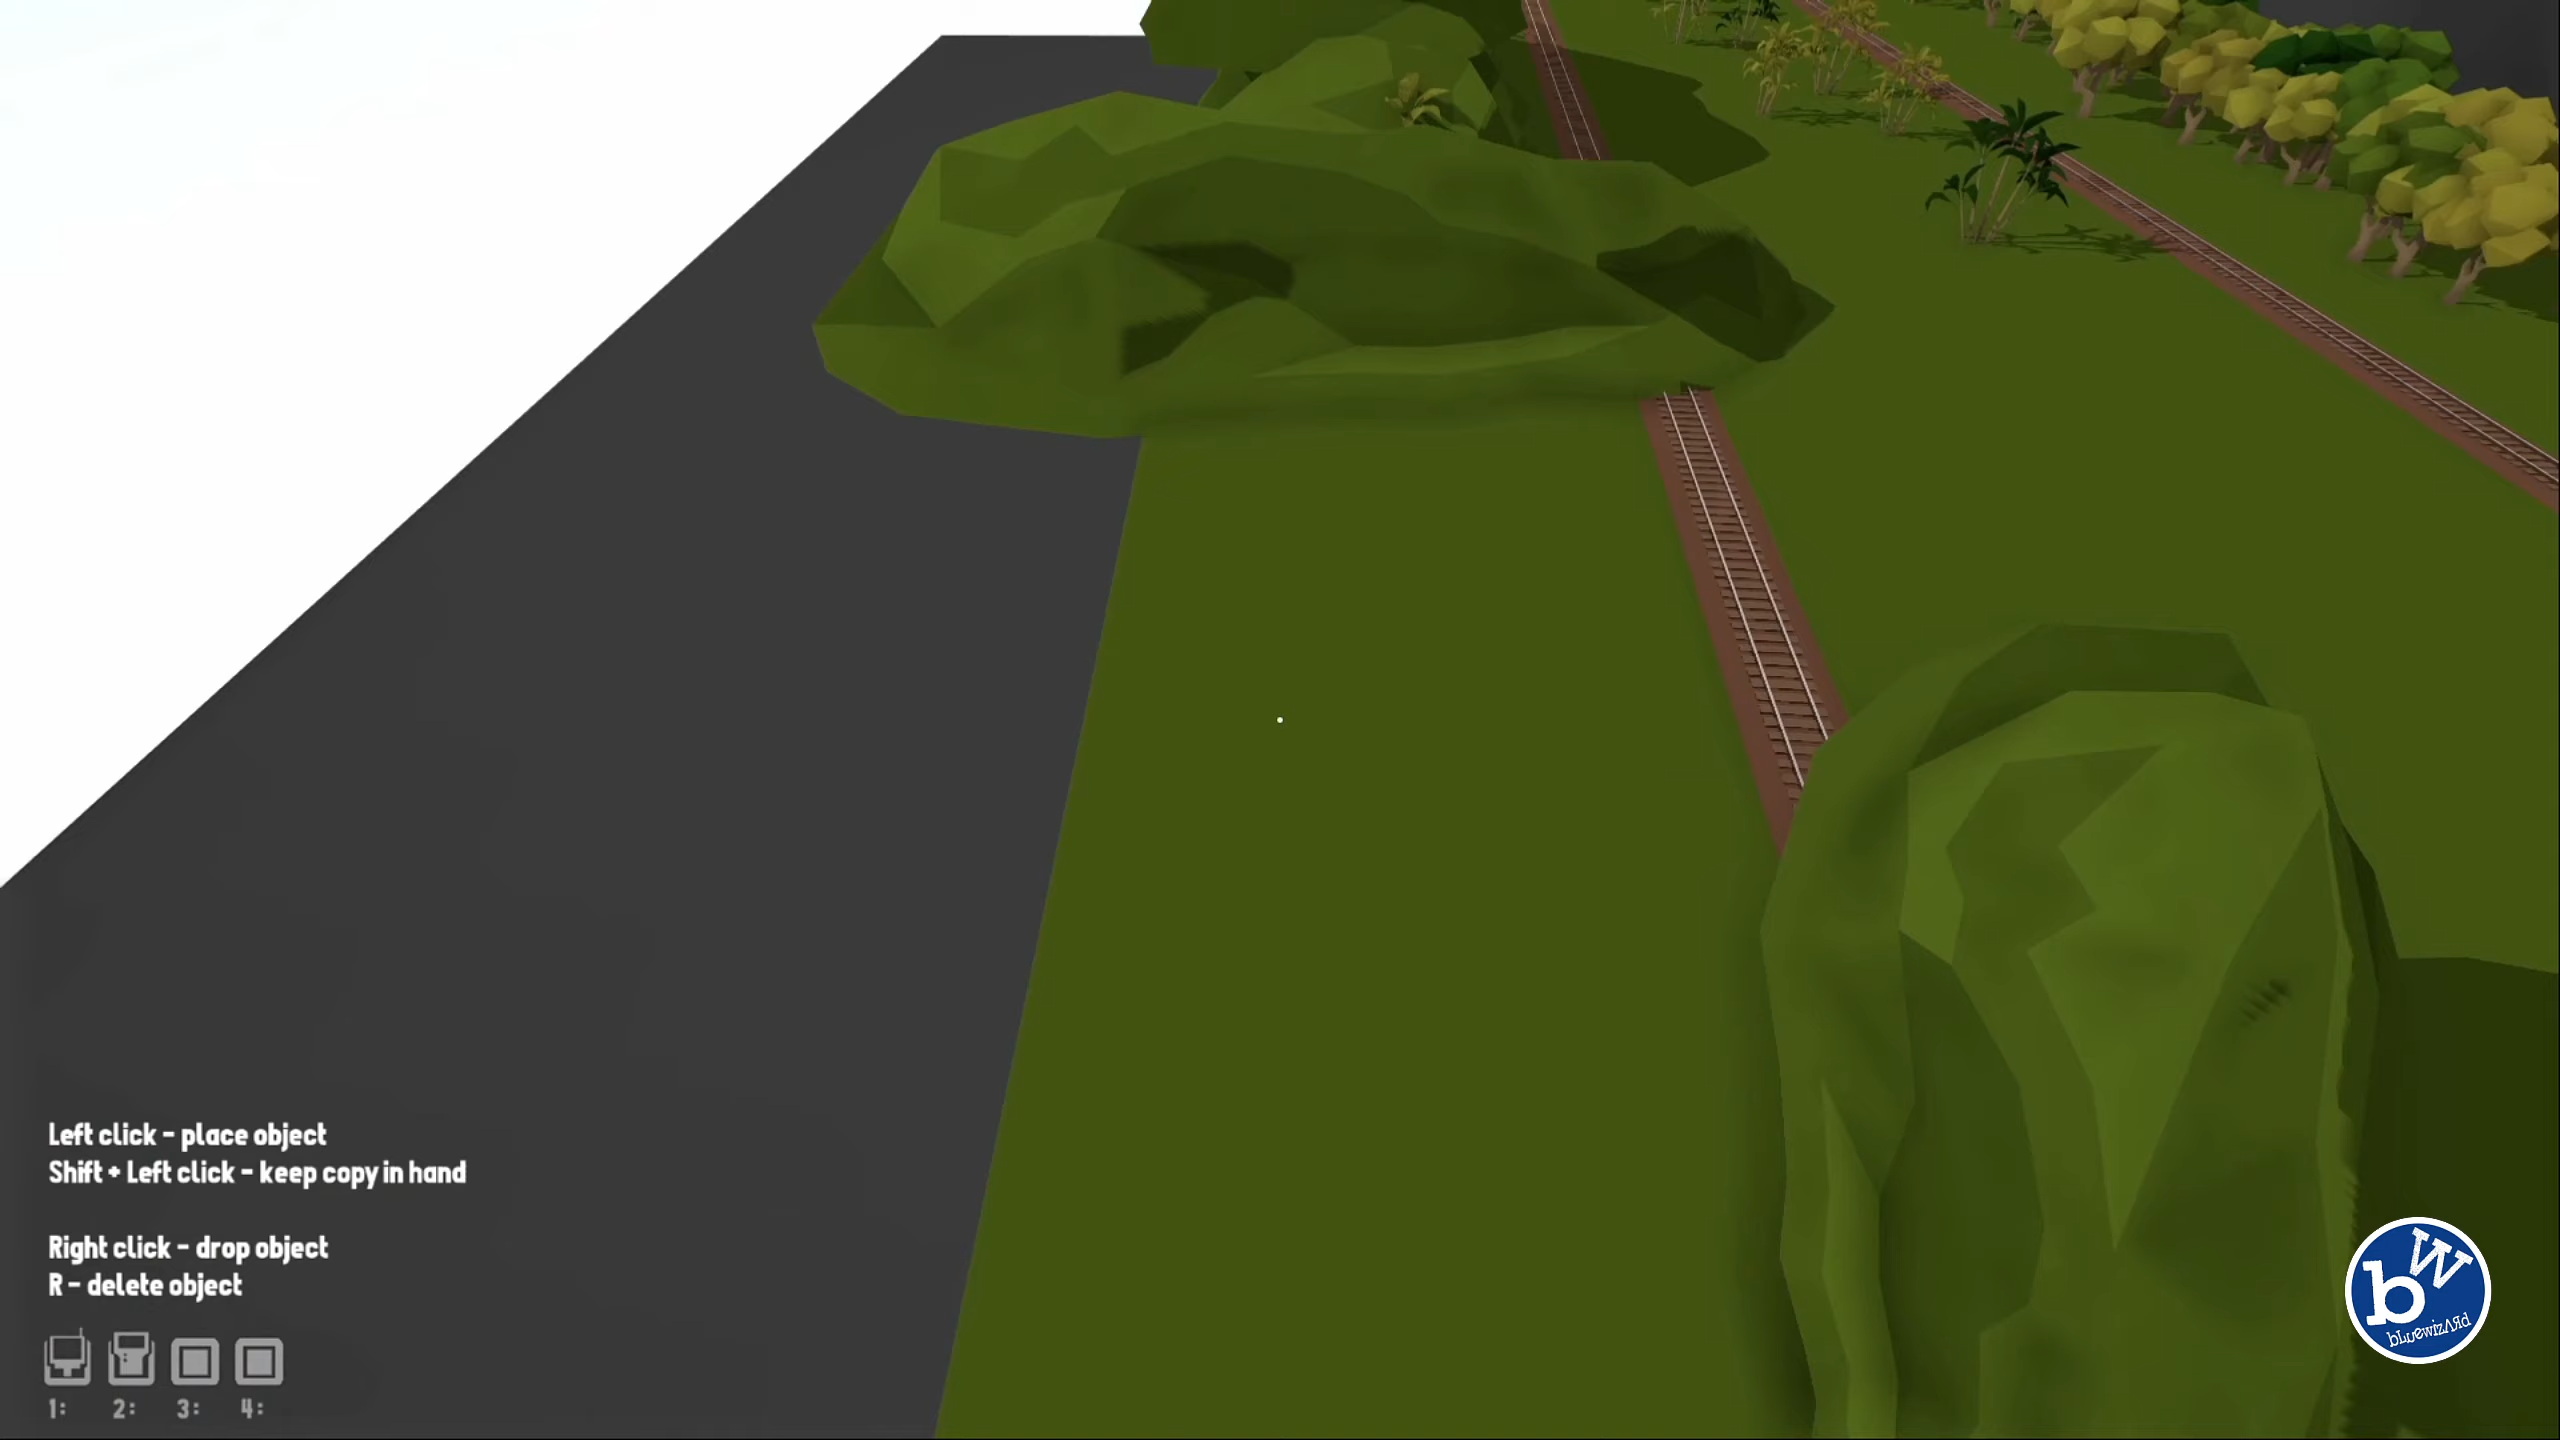 Left click - place object
Shift + Left click - keep copy in hand
Right click - drop object
R - delete object
1: 2: 3: 4:
bW
bLuewizARd